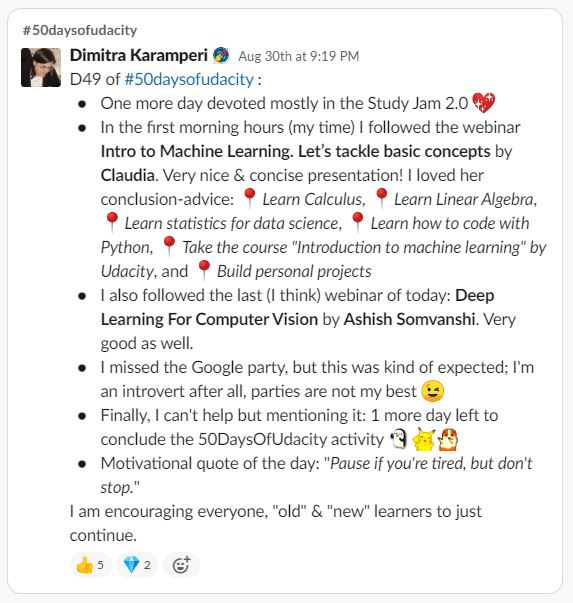 #50daysofudacity
Dimitra Karamperi Aug 30th at 9:19 PM
D49 of #50daysofudacity :
• One more day devoted mostly in the Study Jam 2.0 💖
• In the first morning hours (my time) I followed the webinar
Intro to Machine Learning. Let's tackle basic concepts by
Claudia. Very nice & concise presentation! I loved her
conclusion-advice: 📍 Learn Calculus, 📍 Learn Linear Algebra,
📍 Learn statistics for data science, 📍 Learn how to code with
Python, 📍 Take the course "Introduction to machine learning" by
Udacity, and 📍 Build personal projects
• I also followed the last (I think) webinar of today: Deep
Learning For Computer Vision by Ashish Somvanshi. Very
good as well.
• I missed the Google party, but this was kind of expected; I'm
an introvert after all, parties are not my best 😉
• Finally, I can't help but mentioning it: 1 more day left to
conclude the 50DaysOfUdacity activity
• Motivational quote of the day: "Pause if you're tired, but don't
stop."
I am encouraging everyone, "old" & "new" learners to just
continue.
👍 5 💎 2